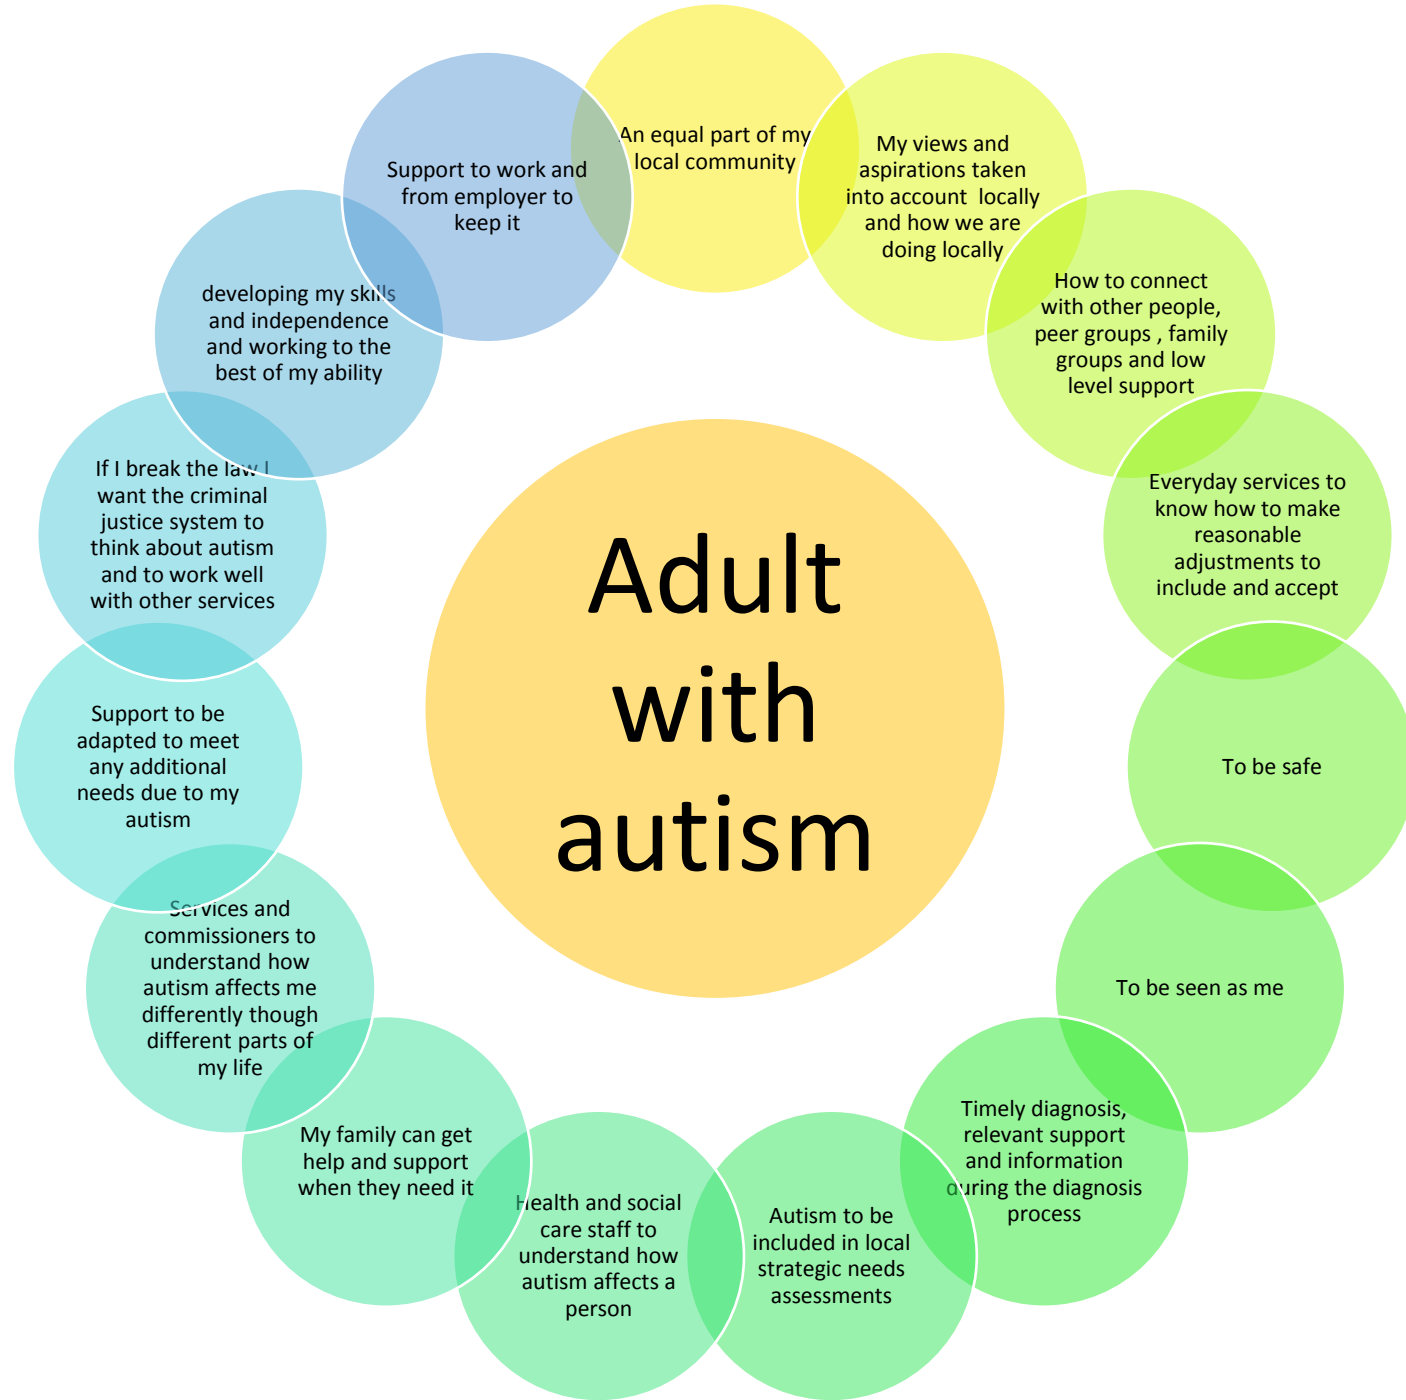 An equal part of my
local community
My views and
aspirations taken
into account locally
and how we are
doing locally
How to connect
with other people,
peer groups , family
groups and low
level support
Everyday services to
know how to make
reasonable
adjustments to
include and accept
To be safe
To be seen as me
Timely diagnosis,
relevant support
and information
during the diagnosis
process
Autism to be
included in local
strategic needs
assessments
Health and social
care staff to
understand how
autism affects a
person
My family can get
help and support
when they need it
Services and
commissioners to
understand how
autism affects me
differently though
different parts of
my life
Support to be
adapted to meet
any additional
needs due to my
autism
If I break the law I
want the criminal
justice system to
think about autism
and to work well
with other services
developing my skills
and independence
and working to the
best of my ability
Support to work and
from employer to
keep it
Adult
with
autism